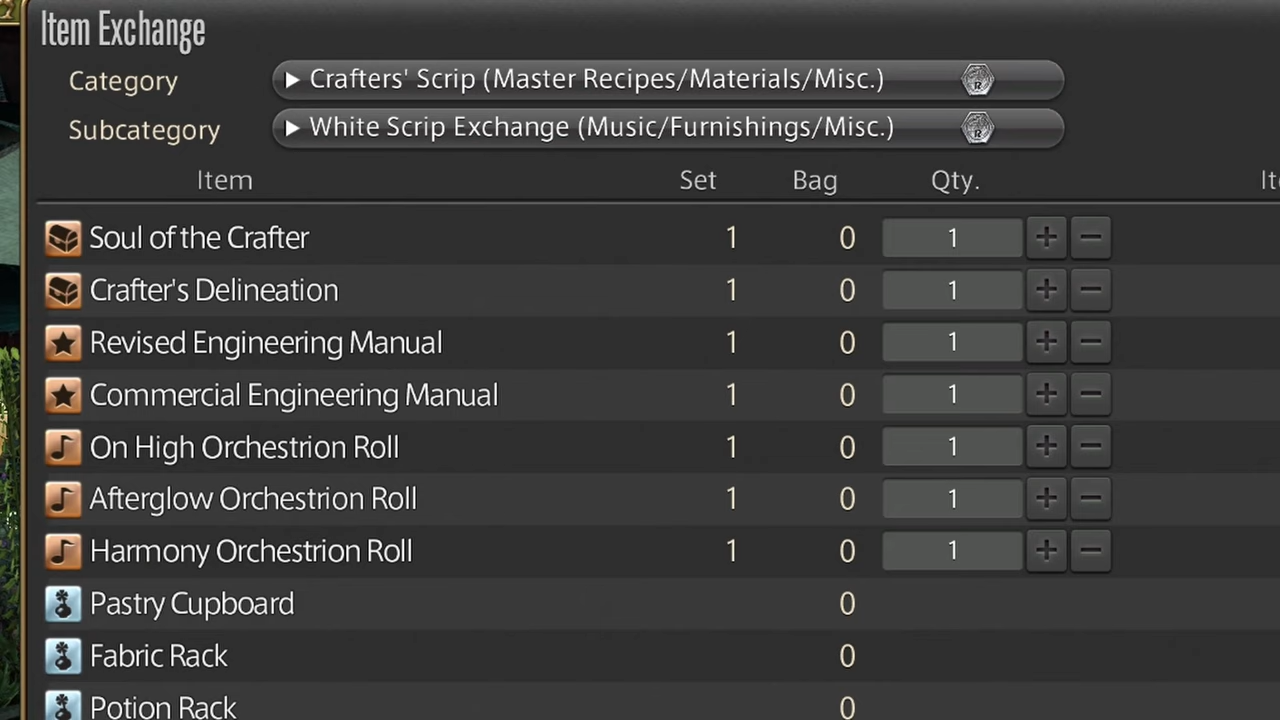 Item Exchange
Category ▶ Crafters' Scrip (Master Recipes/Materials/Misc.)
Subcategory ▶ White Scrip Exchange (Music/Furnishings/Misc.)
Item Set Bag Qty.
Soul of the Crafter 1 0 1 + −
Crafter's Delineation 1 0 1 + −
Revised Engineering Manual 1 0 1 + −
Commercial Engineering Manual 1 0 1 + −
On High Orchestrion Roll 1 0 1 + −
Afterglow Orchestrion Roll 1 0 1 + −
Harmony Orchestrion Roll 1 0 1 + −
Pastry Cupboard 0
Fabric Rack 0
Potion Rack 0